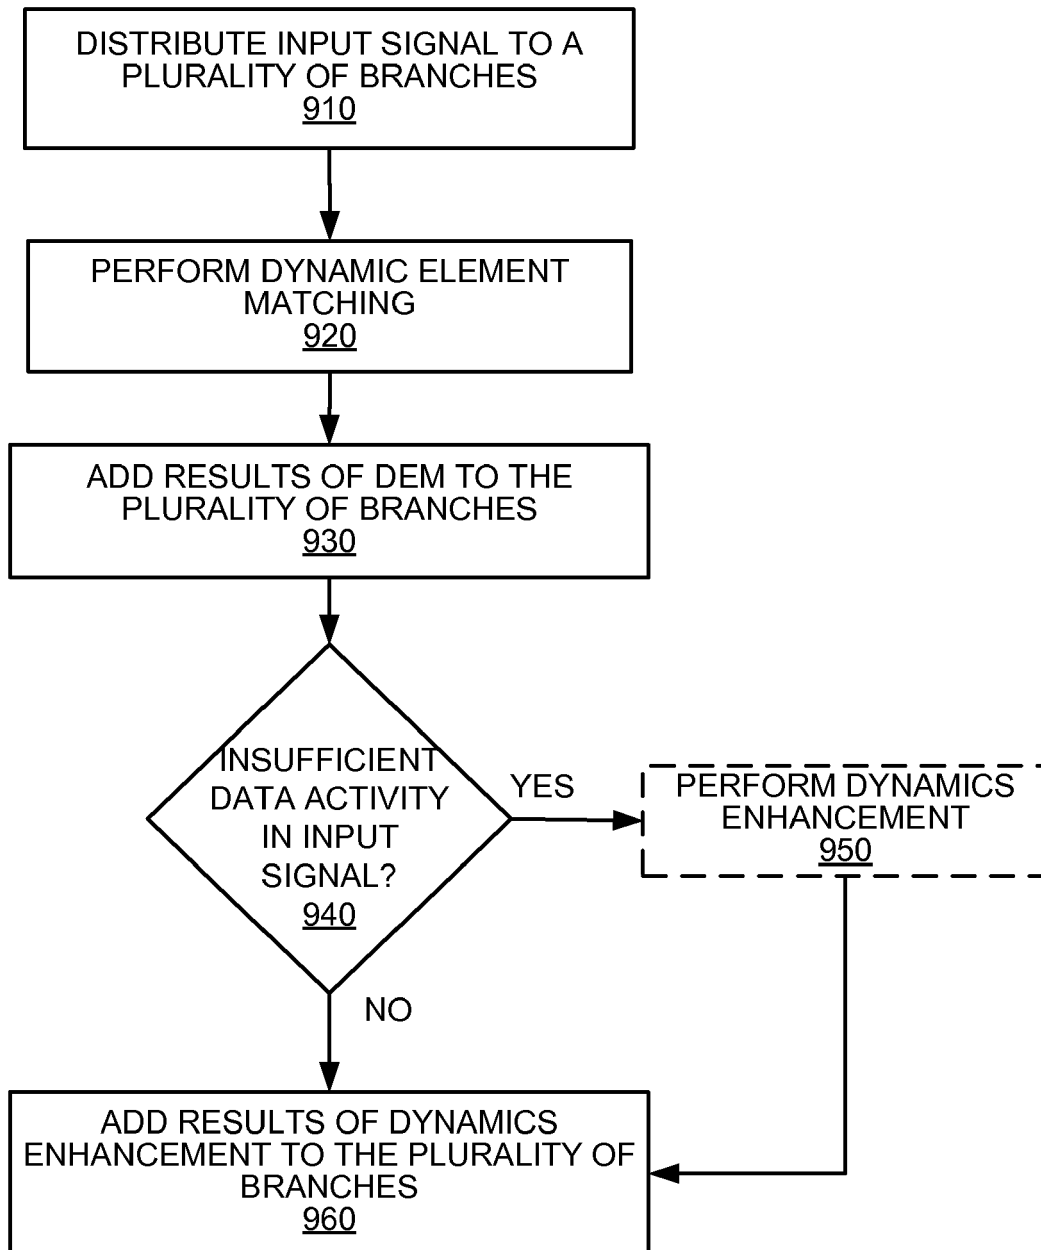 DISTRIBUTE INPUT SIGNAL TO A
PLURALITY OF BRANCHES
910
PERFORM DYNAMIC ELEMENT
MATCHING
920
ADD RESULTS OF DEM TO THE
PLURALITY OF BRANCHES
930
INSUFFICIENT
DATA ACTIVITY
IN INPUT
SIGNAL?
940
YES
PERFORM DYNAMICS
ENHANCEMENT
950
NO
ADD RESULTS OF DYNAMICS
ENHANCEMENT TO THE PLURALITY OF
BRANCHES
960